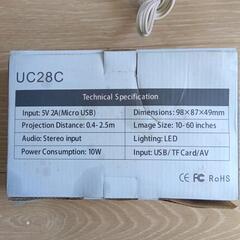 UC28C
Technical Specification
Input: 5V 2A(Micro USB)
Dimensions: 98×87×49mm
Projection Distance: 0.4-2.5m
Lmage Size: 10-60 inches
Audio: Stereo input
Lighting: LED
Power Consumption: 10W
Input: USB/TF Card/AV
CE FC RoHS